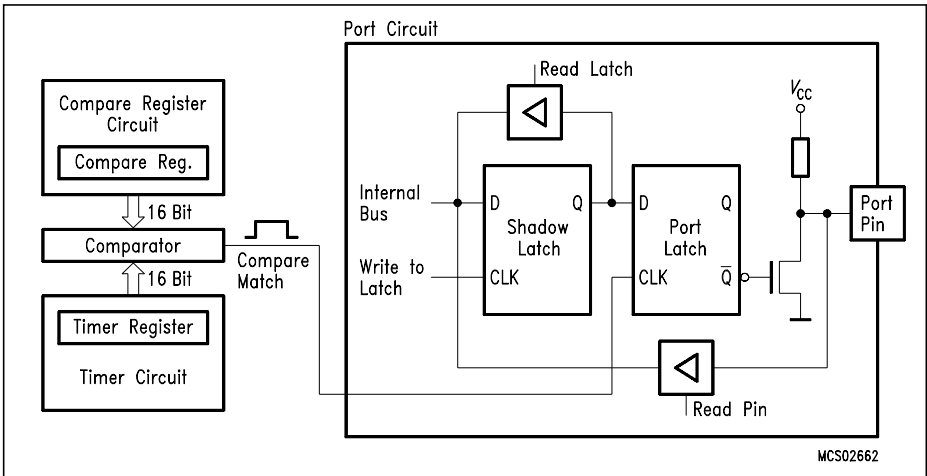 Port Circuit
Read Latch
V_CC
Compare Register
Circuit
Compare Reg.
16 Bit
Comparator
16 Bit
Timer Register
Timer Circuit
Compare
Match
Internal
Bus
Write to
Latch
D
Q
Shadow
Latch
CLK
D
Q
Port
Latch
CLK
Q̅
Port
Pin
Read Pin
MCS02662